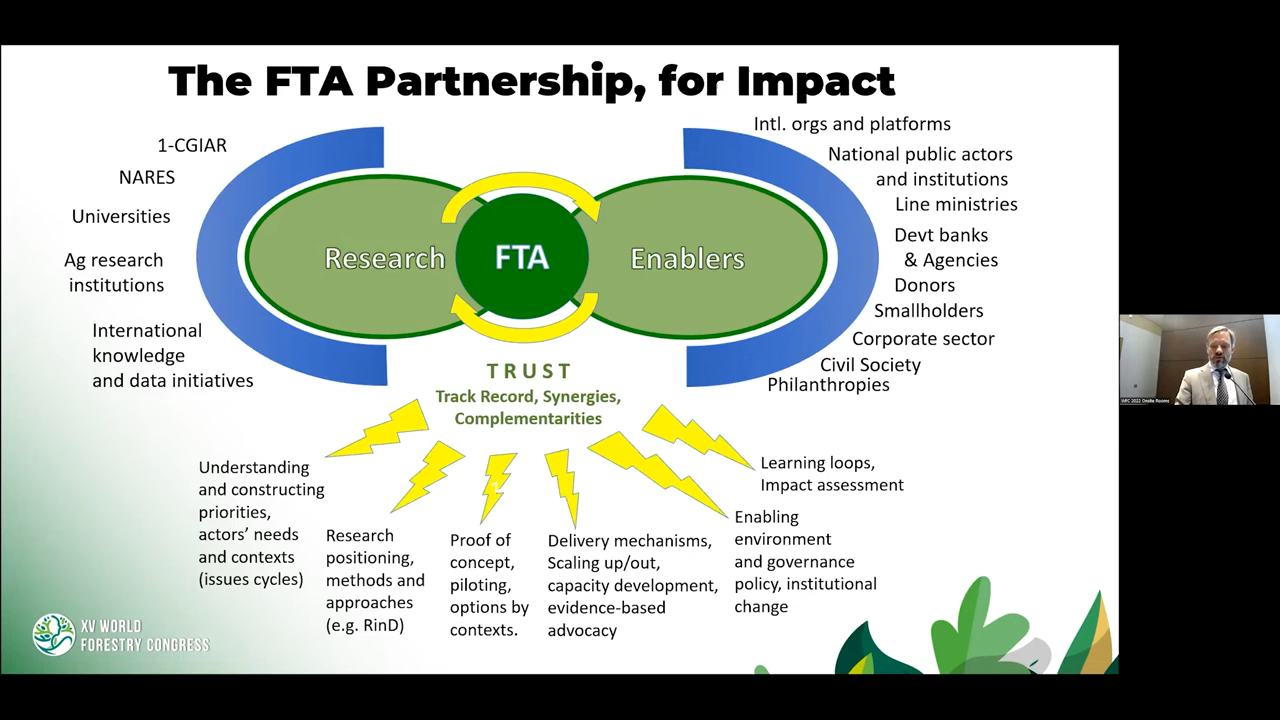 The FTA Partnership, for Impact
1-CGIAR
NARES
Universities
Ag research
institutions
International
knowledge
and data initiatives
Research
FTA
Enablers
Intl. orgs and platforms
National public actors
and institutions
Line ministries
Devt banks
& Agencies
Donors
Smallholders
Corporate sector
Civil Society
Philanthropies
TRUST
Track Record, Synergies,
Complementarities
Understanding
and constructing
priorities,
actors’ needs
and contexts
(issues cycles)
Research
positioning,
methods and
approaches
(e.g. RinD)
Proof of
concept,
piloting,
options by
contexts.
Delivery mechanisms,
Scaling up/out,
capacity development,
evidence-based
advocacy
Enabling
environment
and governance
policy, institutional
change
Learning loops,
Impact assessment
XV WORLD
FORESTRY CONGRESS
WFC 2022 Onsite Rooms